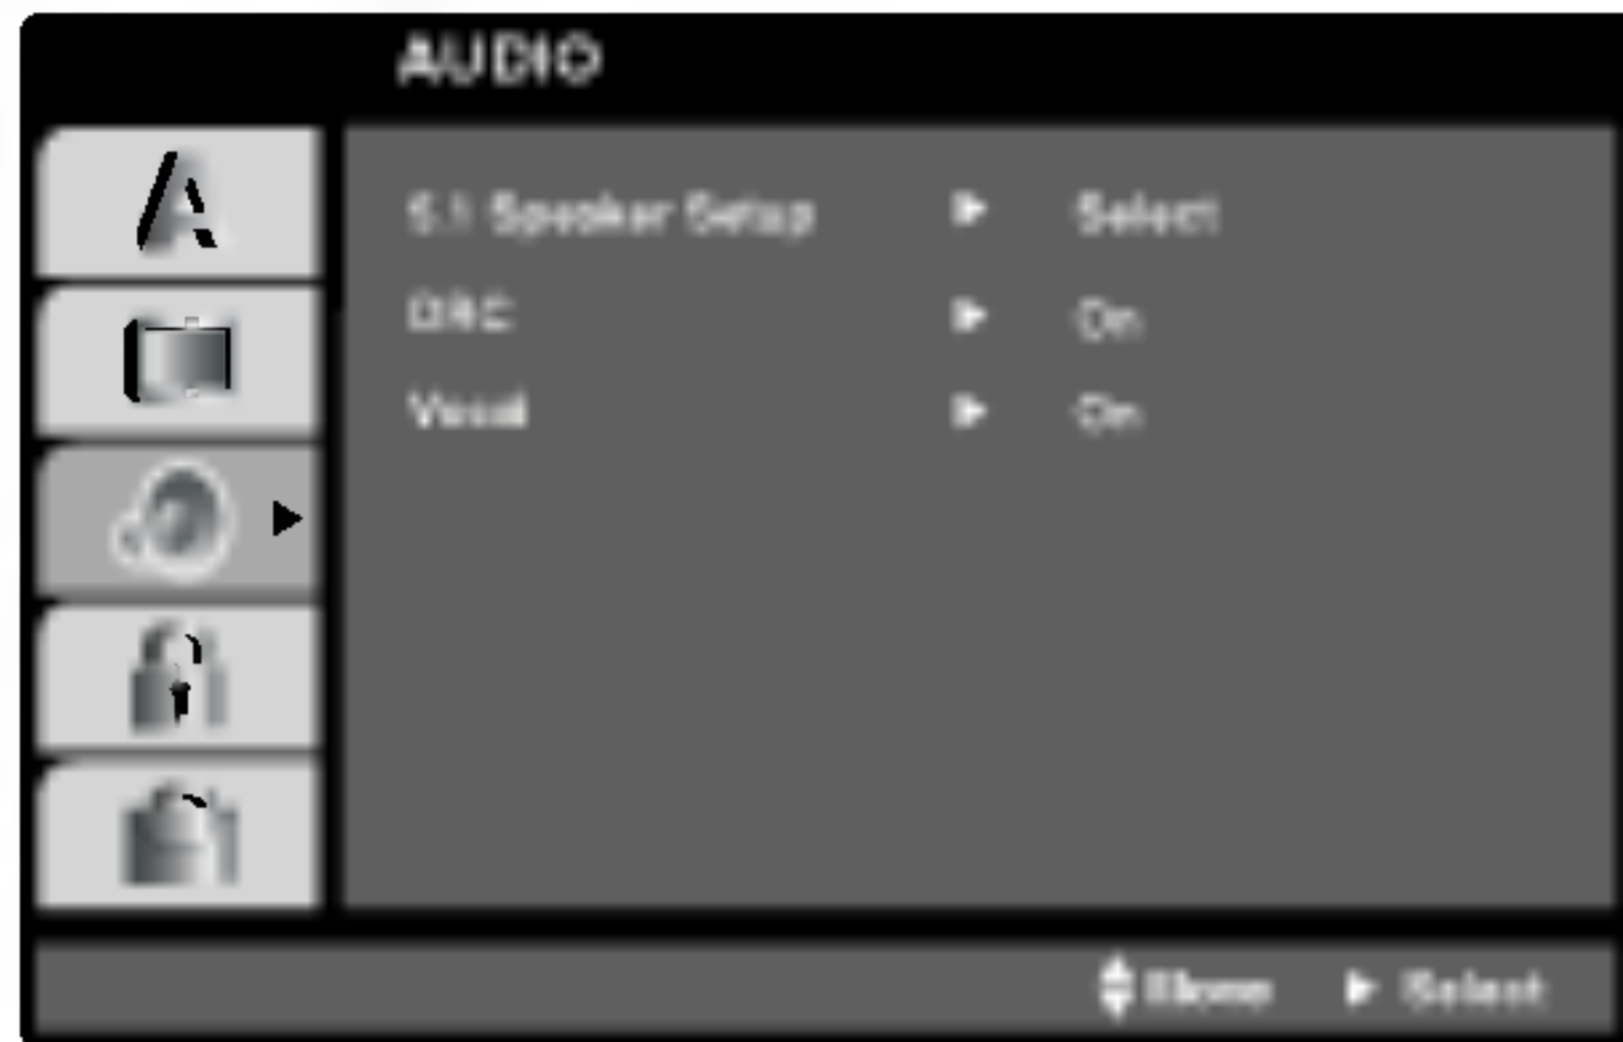 AUDIO
A
5.1 Speaker Setup ► Select
DRC ► On
Vocal ► On
Move ► Select